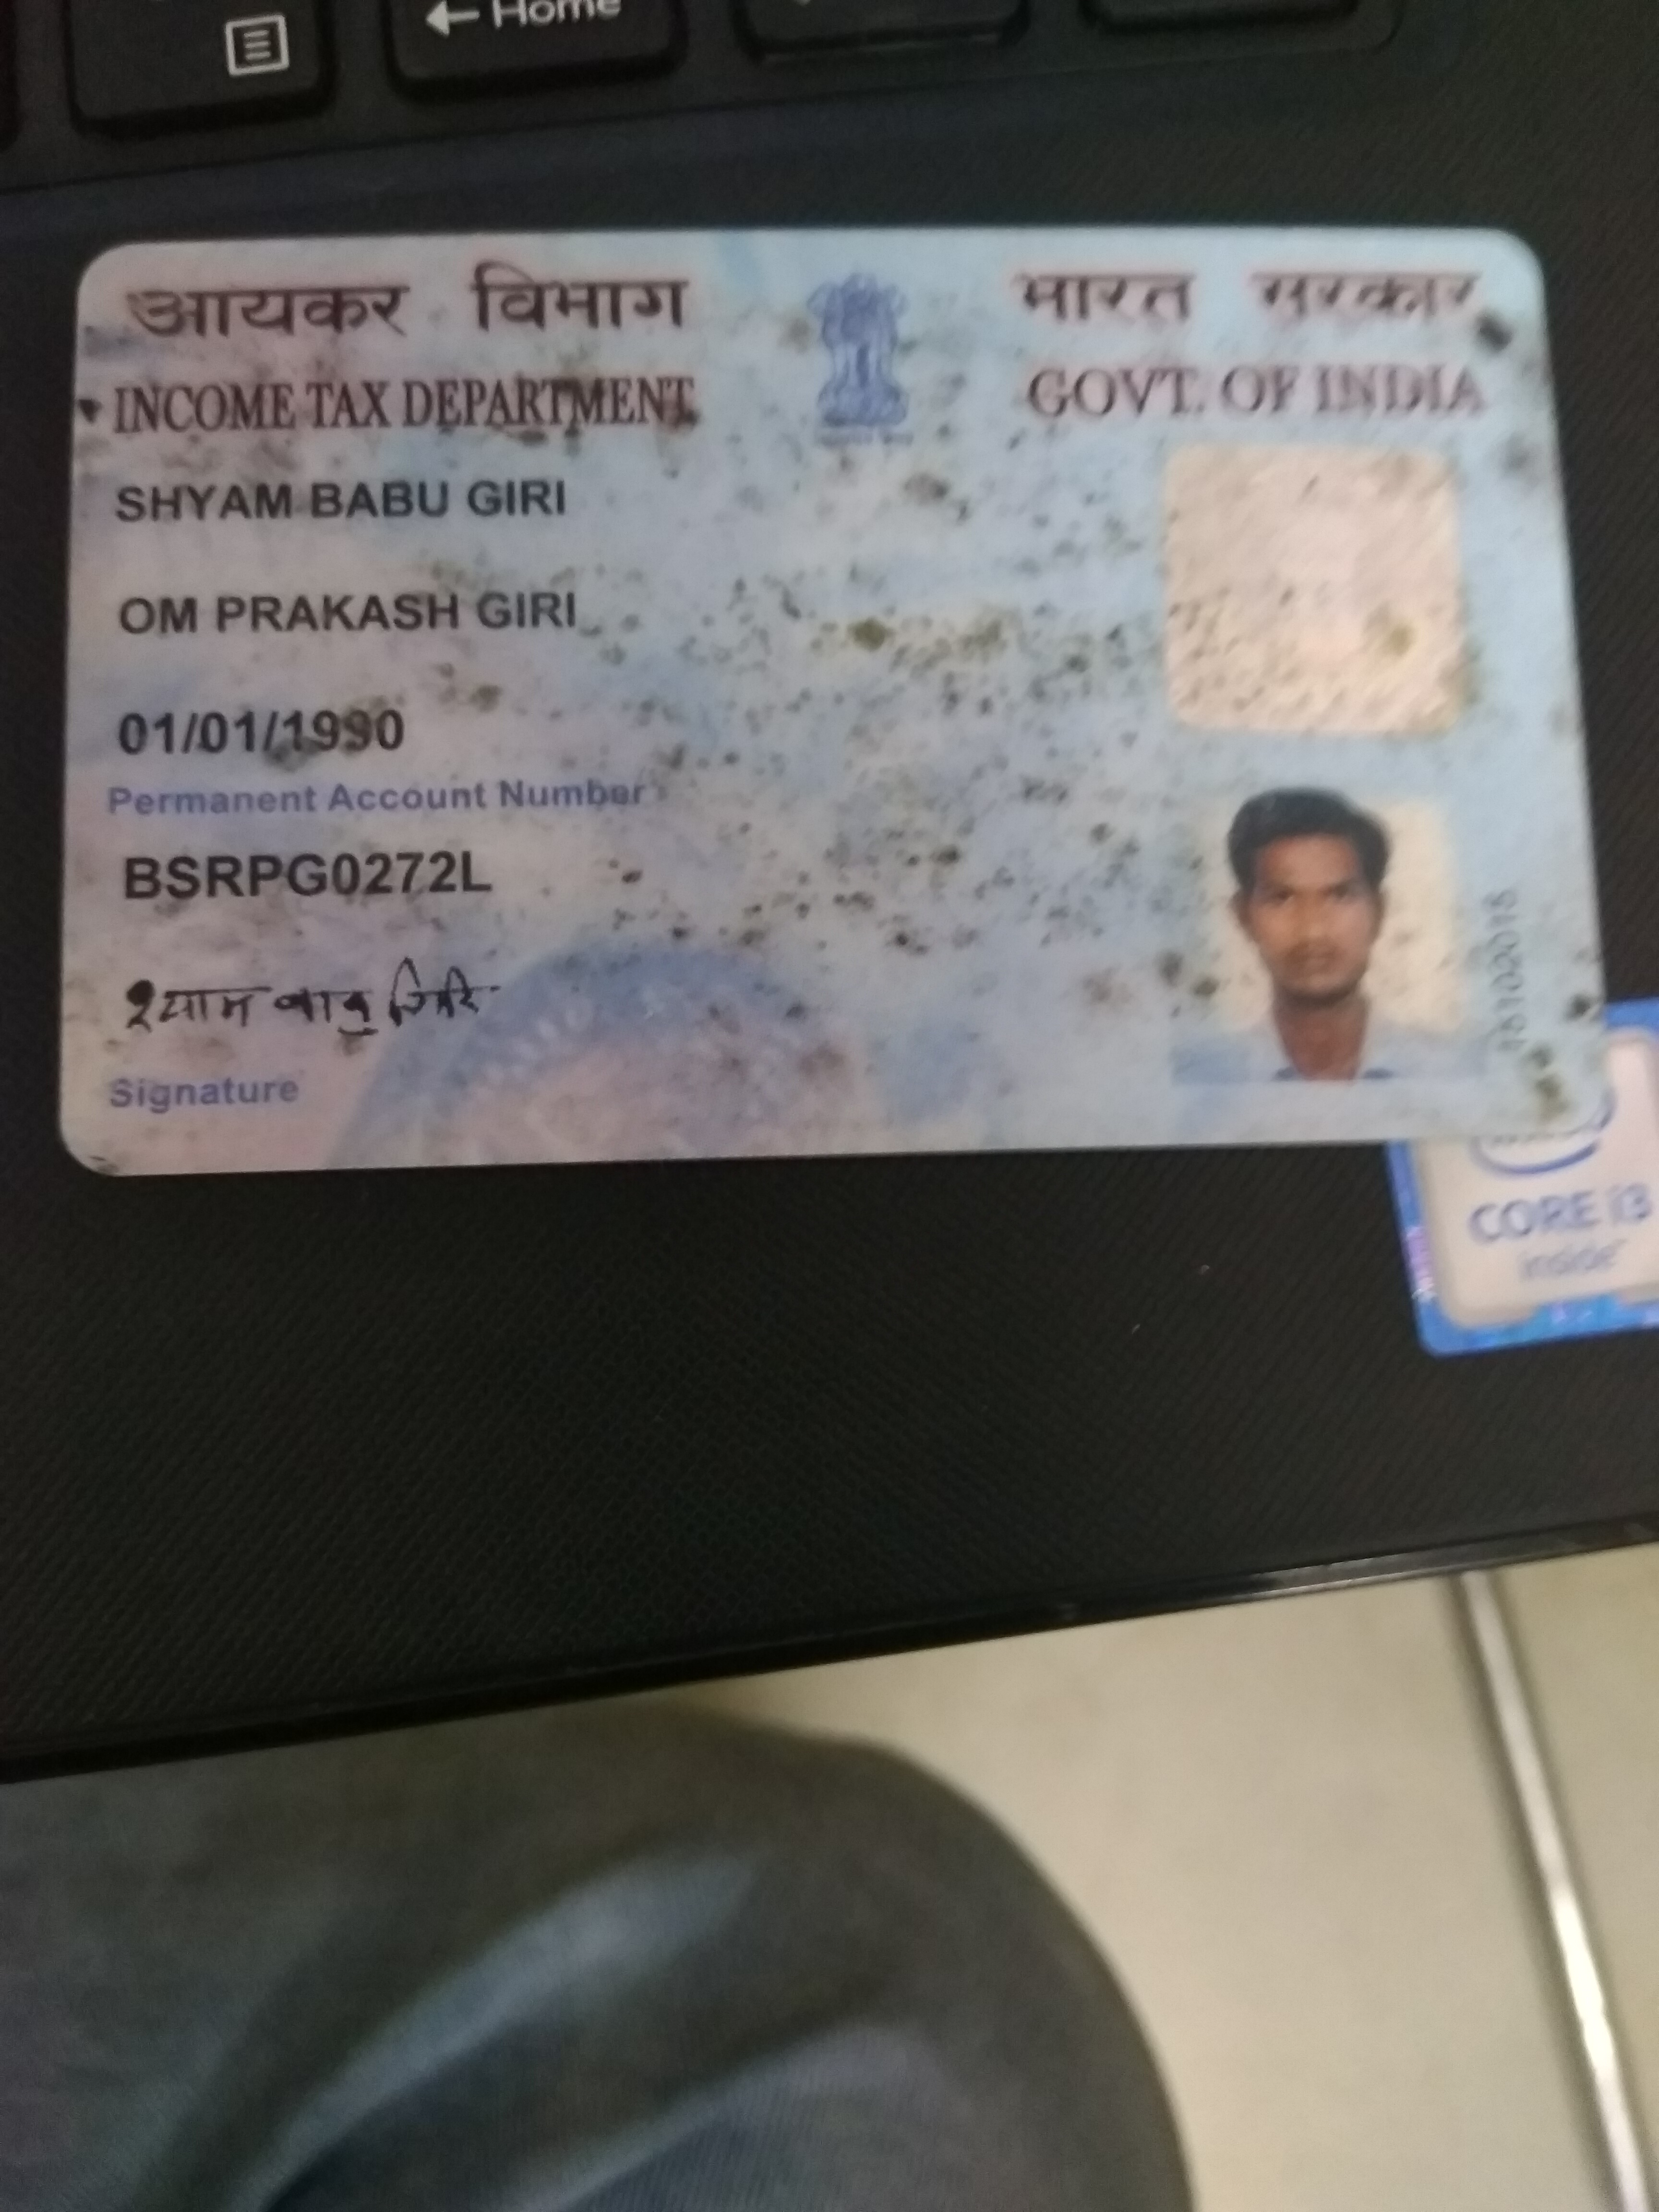 ← Home
आयकर विभाग
भारत सरकार
INCOME TAX DEPARTMENT
GOVT. OF INDIA
SHYAM BABU GIRI
OM PRAKASH GIRI
01/01/1990
Permanent Account Number
BSRPG0272L
श्याम बाबु गिरि
Signature
CORE i3
inside